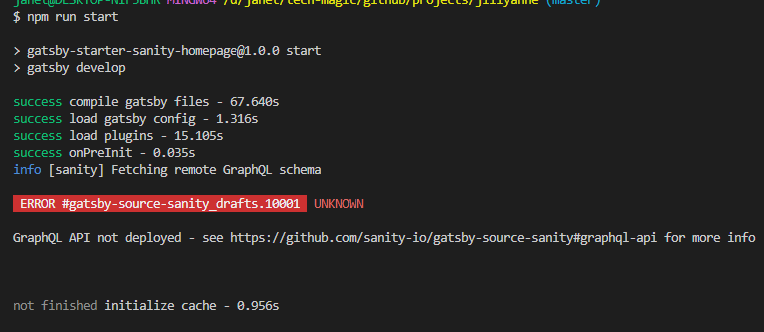 janet@DESKTOP-NIF5BHR MINGW64 /d/janet/tech-magic/github/projects/jillyanne (master)
$ npm run start
> gatsby-starter-sanity-homepage@1.0.0 start
> gatsby develop
success compile gatsby files - 67.640s
success load gatsby config - 1.316s
success load plugins - 15.105s
success onPreInit - 0.035s
info [sanity] Fetching remote GraphQL schema
ERROR #gatsby-source-sanity_drafts.10001 UNKNOWN
GraphQL API not deployed - see https://github.com/sanity-io/gatsby-source-sanity#graphql-api for more info
not finished initialize cache - 0.956s